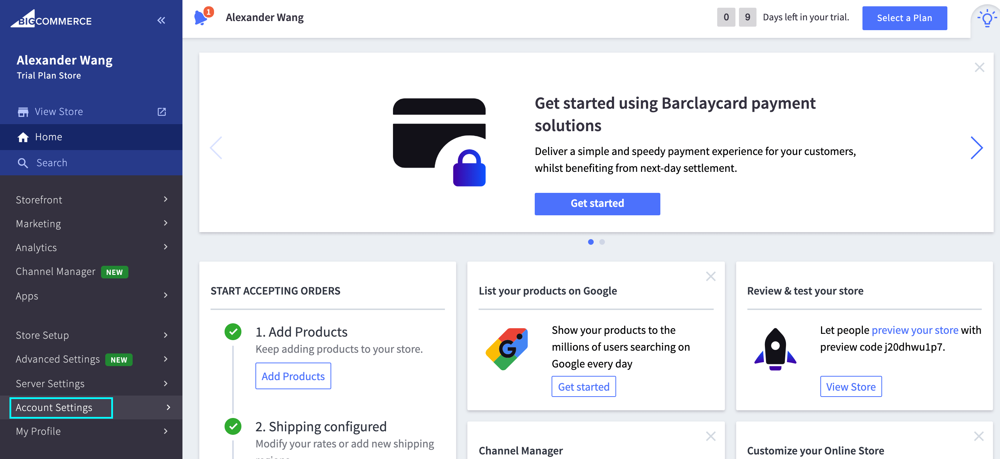 BIGCOMMERCE
Alexander Wang
Trial Plan Store
View Store
Home
Search
Storefront
Marketing
Analytics
Channel Manager NEW
Apps
Store Setup
Advanced Settings NEW
Server Settings
Account Settings
My Profile
1
Alexander Wang
0 9 Days left in your trial.
Select a Plan
Get started using Barclaycard payment
solutions
Deliver a simple and speedy payment experience for your customers,
whilst benefiting from next-day settlement.
Get started
START ACCEPTING ORDERS
1. Add Products
Keep adding products to your store.
Add Products
2. Shipping configured
Modify your rates or add new shipping
List your products on Google
G
Show your products to the
millions of users searching on
Google every day
Get started
Review & test your store
Let people preview your store with
preview code j20dhwu1p7.
View Store
Channel Manager
Customize your Online Store